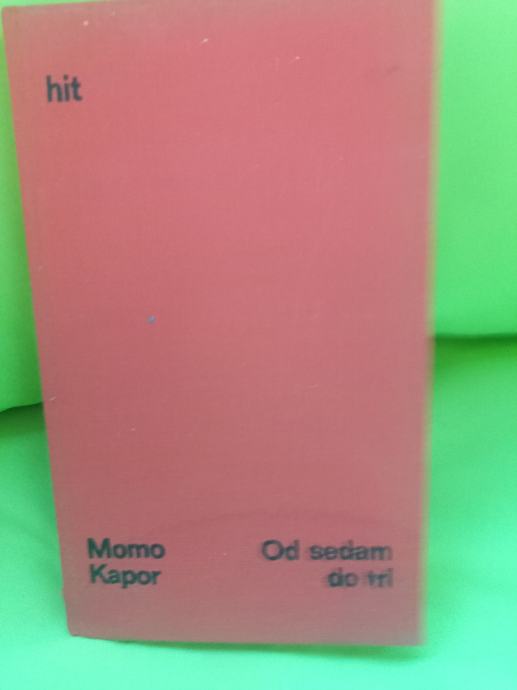 hit
Momo
Kapor
Od sedam
do tri